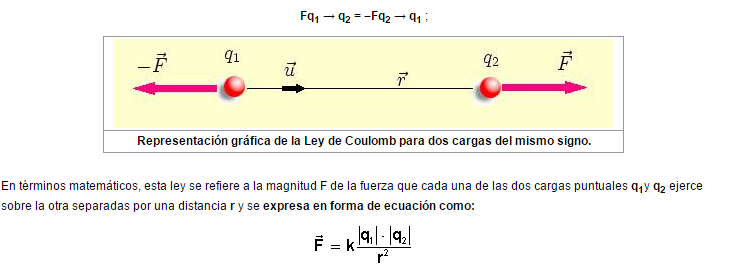 Fq₁ → q₂ = –Fq₂ → q₁ ;
−F⃗ q₁ u⃗ r⃗ q₂ F⃗
Representación gráfica de la Ley de Coulomb para dos cargas del mismo signo.
En términos matemáticos, esta ley se refiere a la magnitud F de la fuerza que cada una de las dos cargas puntuales q₁y q₂ ejerce
sobre la otra separadas por una distancia r y se expresa en forma de ecuación como:
F⃗ = k |q₁| · |q₂| / r²